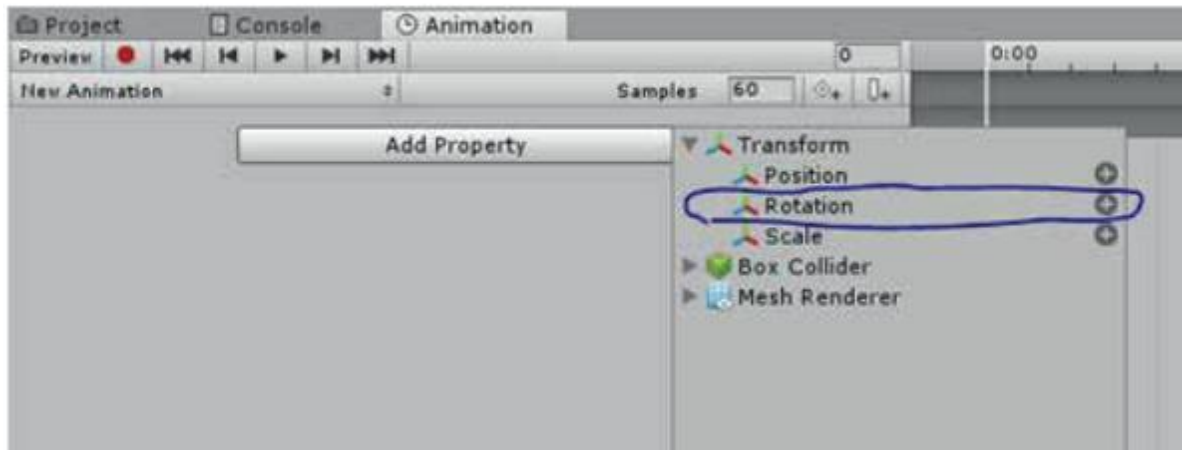 Project Console Animation
Preview 0 0:00
New Animation Samples 60
Add Property
Transform
Position
Rotation
Scale
Box Collider
Mesh Renderer